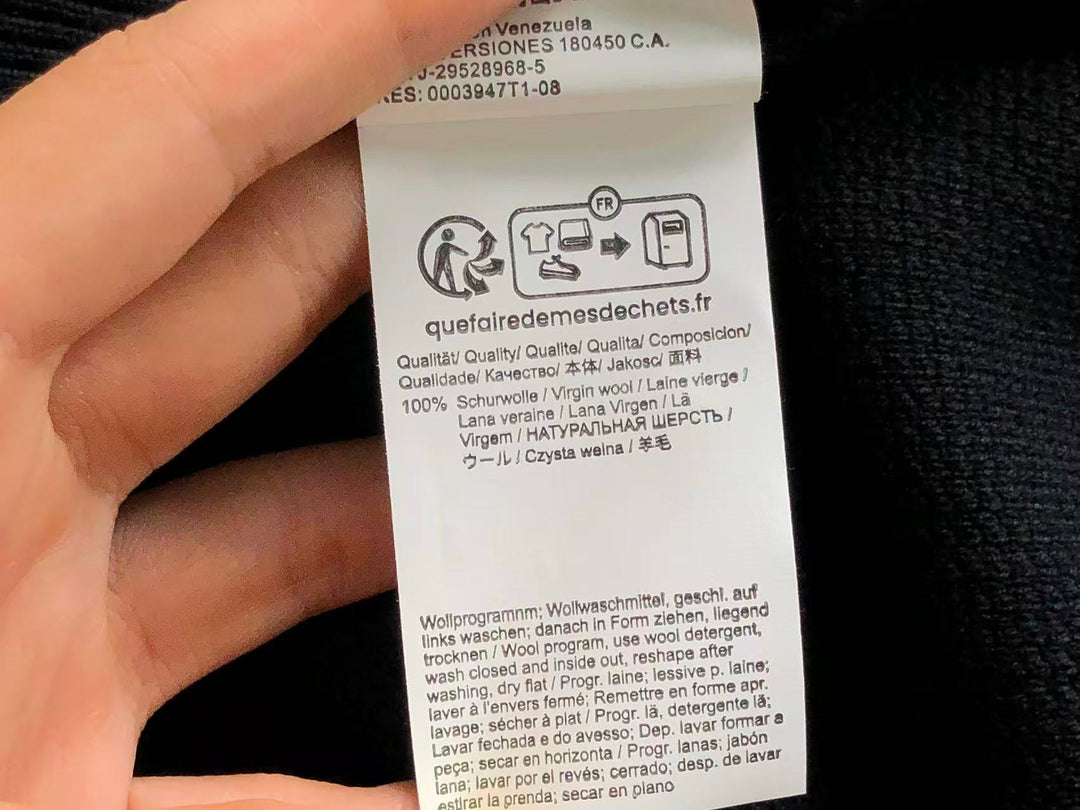 n Venezuela
ERSIONES 180450 C.A.
J-29528968-5
RES: 0003947T1-08
FR
quefairedemesdechets.fr
Qualität/ Quality/ Qualite/ Qualita/ Composicion/
Qualidade/ Качество/ 本体/ Jakosc/ 面料
100% Schurwolle / Virgin wool / Laine vierge /
Lana veraine / Lana Virgen / Lã
Virgem / НАТУРАЛЬНАЯ ШЕРСТЬ /
ウール / Czysta welna / 羊毛
Wollprogramnm; Wollwaschmittel, geschl. auf
links waschen; danach in Form ziehen, liegend
trocknen / Wool program, use wool detergent,
wash closed and inside out, reshape after
washing, dry flat / Progr. laine; lessive p. laine;
laver à l'envers fermé; Remettre en forme apr.
lavage; sécher à plat / Progr. lã, detergente lã;
Lavar fechada e do avesso; Dep. lavar formar a
peça; secar en horizonta / Progr. lanas; jabón
lana; lavar por el revés; cerrado; desp. de lavar
estirar la prenda; secar en plano